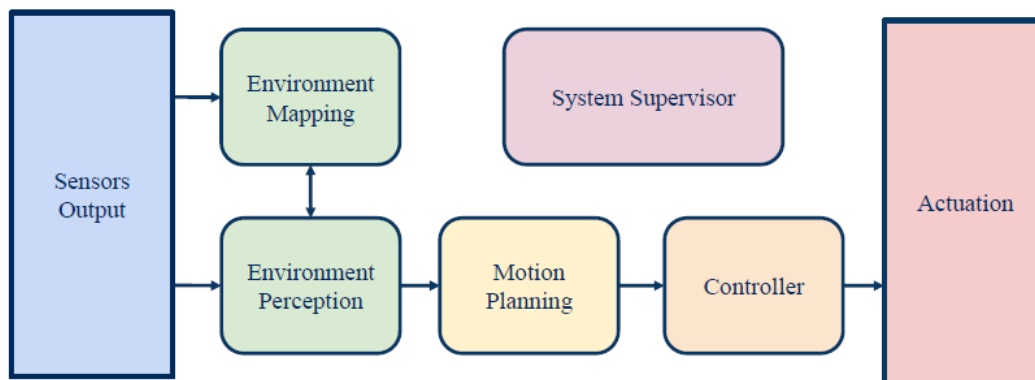 Sensors
Output
Environment
Mapping
System Supervisor
Environment
Perception
Motion
Planning
Controller
Actuation